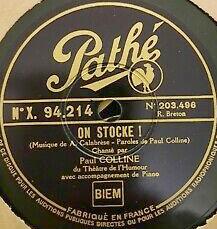 Pathé
N°X. 94.214
N° 203,496
R. Breton
ON STOCKE !
(Musique de A. Calabrèse - Paroles de Paul Colline)
Chanté par
Paul COLLINE
du Théâtre de l'Humour
avec accompagnement de Piano
BIEM
FABRIQUÉ EN FRANCE